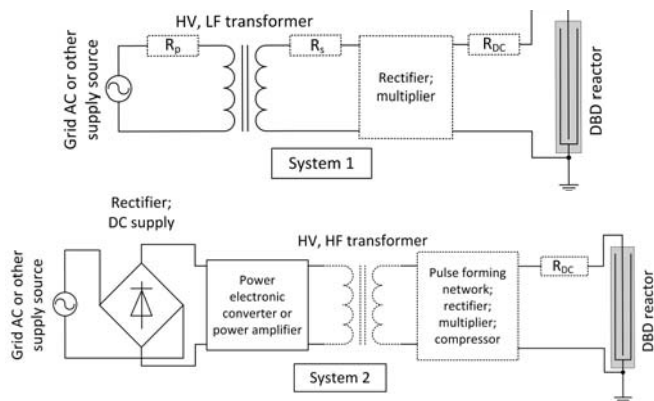 HV, LF transformer
Grid AC or other
supply source
Rp
Rs
Rectifier;
multiplier
RDC
DBD reactor
System 1
Rectifier;
DC supply
HV, HF transformer
Grid AC or other
supply source
Power
electronic
converter or
power amplifier
Pulse forming
network;
rectifier;
multiplier;
compressor
RDC
DBD reactor
System 2